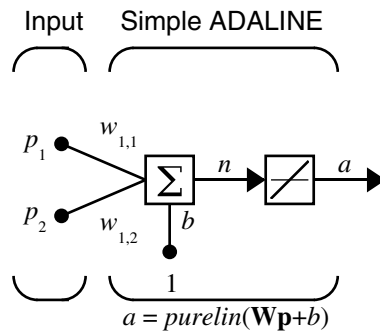 Input Simple ADALINE
p1 w1,1
Σ n a
p2 w1,2 b
1
a = purelin(Wp+b)